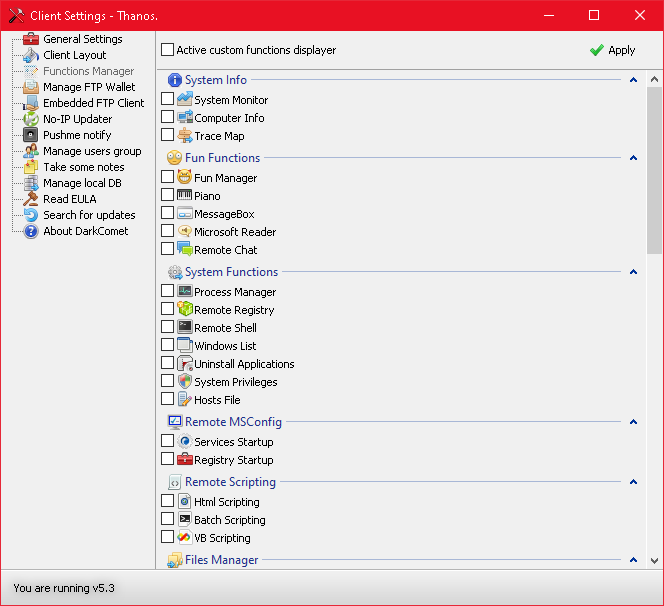 Client Settings - Thanos.
General Settings
Client Layout
Functions Manager
Manage FTP Wallet
Embedded FTP Client
No-IP Updater
Pushme notify
Manage users group
Take some notes
Manage local DB
Read EULA
Search for updates
About DarkComet
Active custom functions displayer
Apply
System Info
System Monitor
Computer Info
Trace Map
Fun Functions
Fun Manager
Piano
MessageBox
Microsoft Reader
Remote Chat
System Functions
Process Manager
Remote Registry
Remote Shell
Windows List
Uninstall Applications
System Privileges
Hosts File
Remote MSConfig
Services Startup
Registry Startup
Remote Scripting
Html Scripting
Batch Scripting
VB Scripting
Files Manager
You are running v5.3